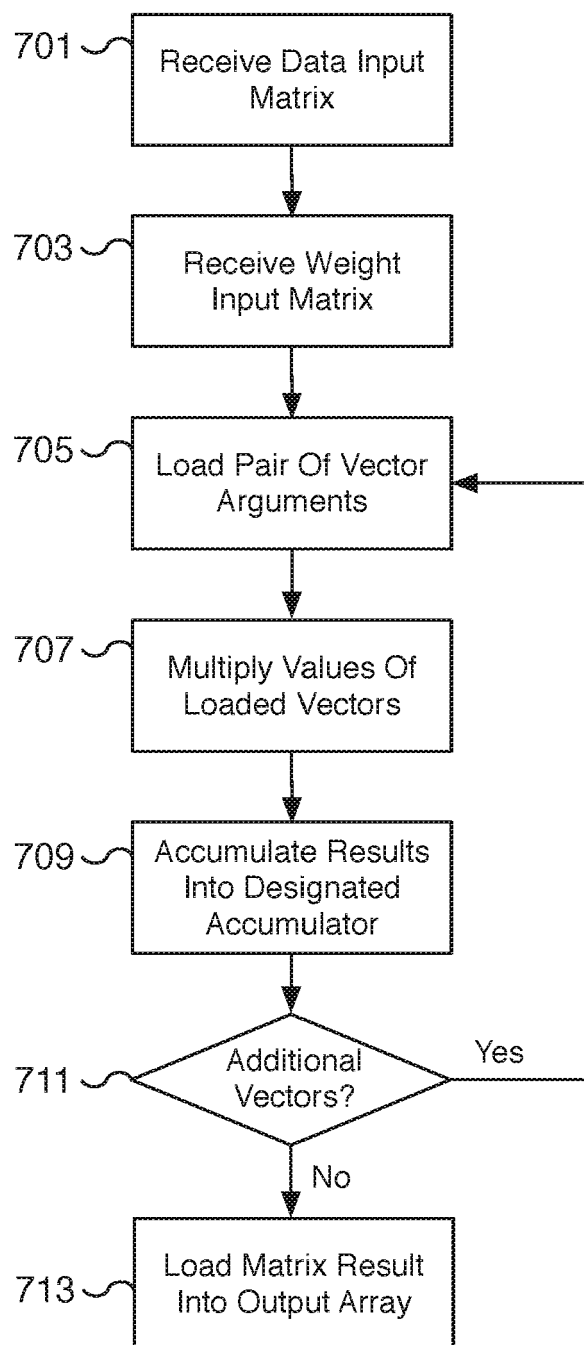 701
Receive Data Input
Matrix
703
Receive Weight
Input Matrix
705
Load Pair Of Vector
Arguments
707
Multiply Values Of
Loaded Vectors
709
Accumulate Results
Into Designated
Accumulator
711
Additional
Vectors?
Yes
No
713
Load Matrix Result
Into Output Array